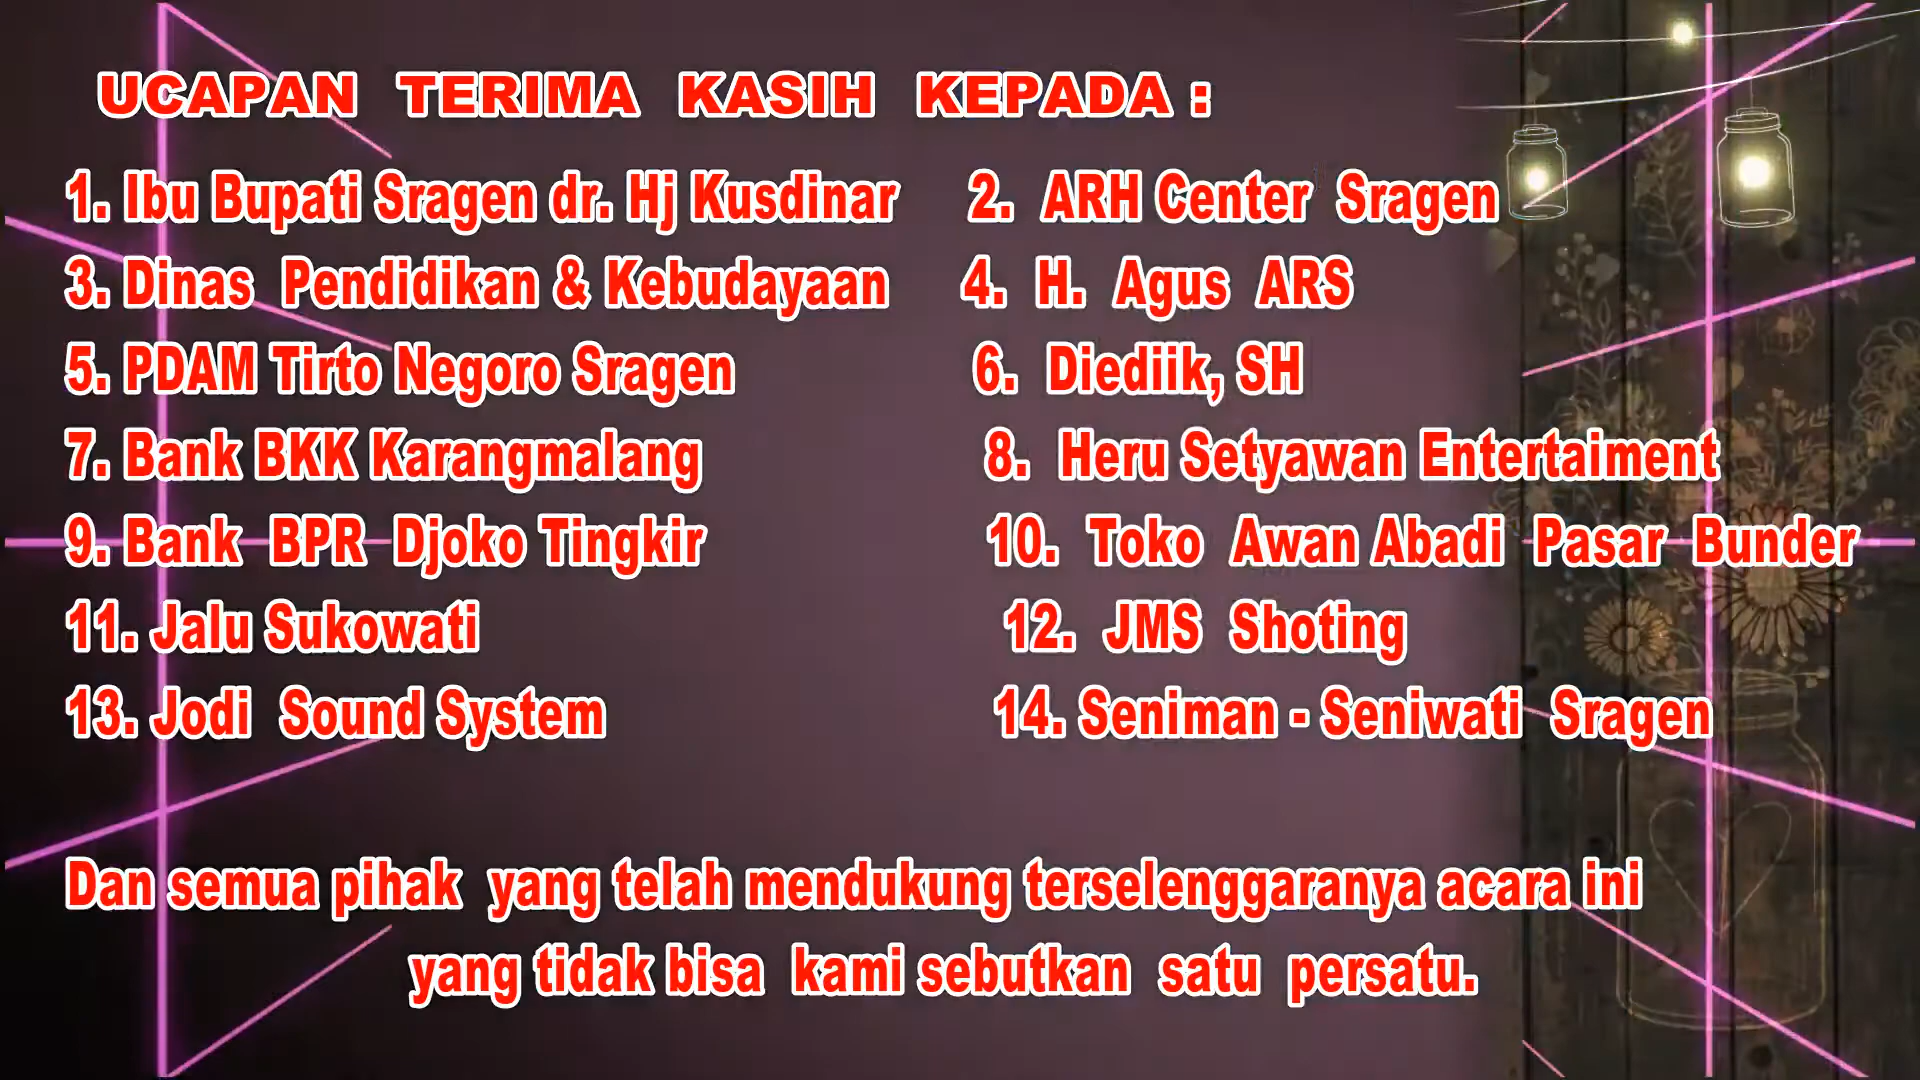 UCAPAN TERIMA KASIH KEPADA :
1. Ibu Bupati Sragen dr. Hj Kusdinar 2. ARH Center Sragen
3. Dinas Pendidikan & Kebudayaan 4. H. Agus ARS
5. PDAM Tirto Negoro Sragen 6. Diediik, SH
7. Bank BKK Karangmalang 8. Heru Setyawan Entertaiment
9. Bank BPR Djoko Tingkir 10. Toko Awan Abadi Pasar Bunder
11. Jalu Sukowati 12. JMS Shoting
13. Jodi Sound System 14. Seniman - Seniwati Sragen
Dan semua pihak yang telah mendukung terselenggaranya acara ini
yang tidak bisa kami sebutkan satu persatu.